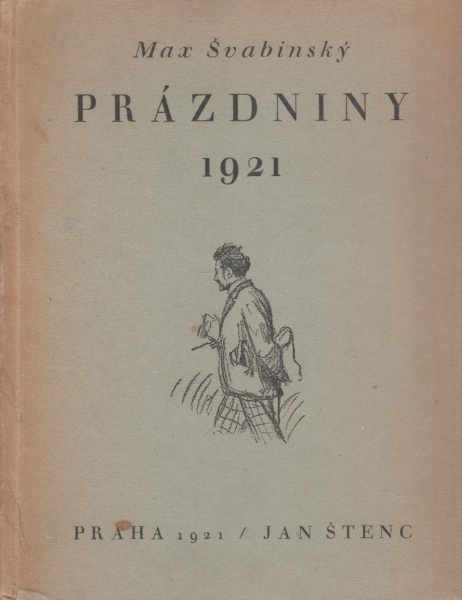 Max Švabinský
PRÁZDNINY
1921
PRAHA 1921 / JAN ŠTENC